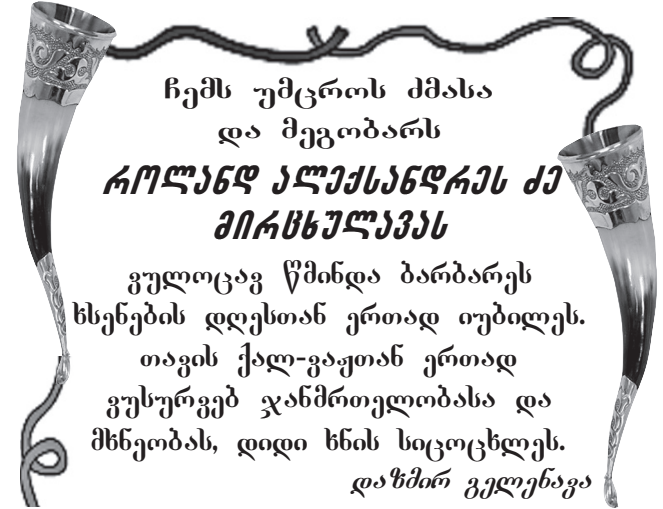 ჩემს უმცროს ძმასა
და მეგობარს
როლანდ ალექსანდრეს ძე
მირცხულავას
ვულოცავ წმინდა ბარბარეს
ხსენების დღესთან ერთად იუბილეს.
თავის ქალ-ვაჟთან ერთად
ვუსურვებ ჯანმრთელობასა და
მხნეობას, დიდი ხნის სიცოცხლეს.
დაზმირ გელენავა